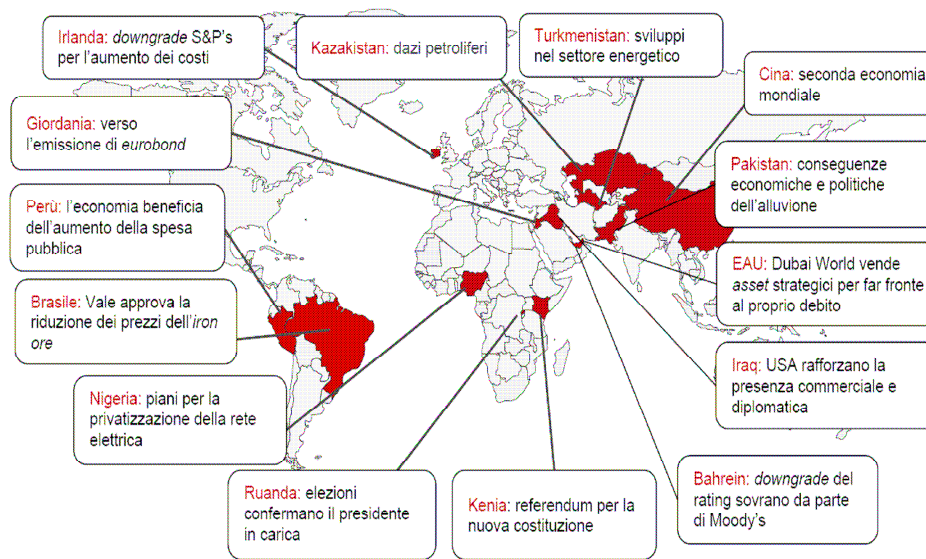 Irlanda: downgrade S&P's
per l'aumento dei costi
Kazakistan: dazi petroliferi
Turkmenistan: sviluppi
nel settore energetico
Cina: seconda economia
mondiale
Giordania: verso
l'emissione di eurobond
Pakistan: conseguenze
economiche e politiche
dell'alluvione
Perù: l'economia beneficia
dell'aumento della spesa
pubblica
EAU: Dubai World vende
asset strategici per far fronte
al proprio debito
Brasile: Vale approva la
riduzione dei prezzi dell'iron
ore
Iraq: USA rafforzano la
presenza commerciale e
diplomatica
Nigeria: piani per la
privatizzazione della rete
elettrica
Ruanda: elezioni
confermano il presidente
in carica
Kenia: referendum per la
nuova costituzione
Bahrein: downgrade del
rating sovrano da parte
di Moody's